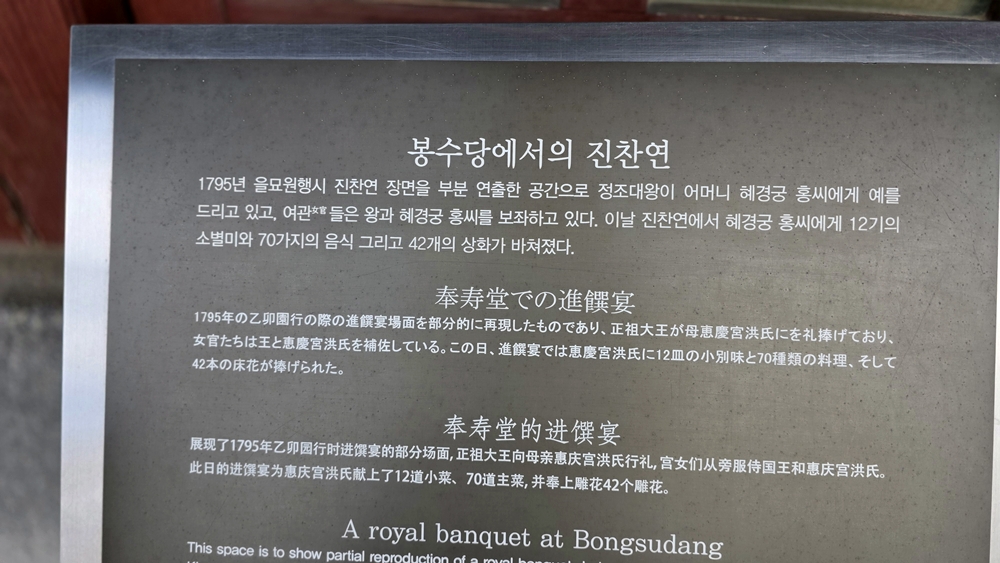 봉수당에서의 진찬연
1795년 을묘원행시 진찬연 장면을 부분 연출한 공간으로 정조대왕이 어머니 혜경궁 홍씨에게 예를
드리고 있고, 여관女官들은 왕과 혜경궁 홍씨를 보좌하고 있다. 이날 진찬연에서 혜경궁 홍씨에게 12기의
소별미와 70가지의 음식 그리고 42개의 상화가 바쳐졌다.
奉寿堂での進饌宴
1795年の乙卯園行の際の進饌宴場面を部分的に再現したものであり、正祖大王が母恵慶宮洪氏にを礼捧げており、
女官たちは王と恵慶宮洪氏を補佐している。この日、進饌宴では恵慶宮洪氏に12皿の小別味と70種類の料理、そして
42本の床花が捧げられた。
奉寿堂的进馔宴
展现了1795年乙卯园行时进馔宴的部分场面,正祖大王向母亲惠庆宫洪氏行礼,宫女们从旁服侍国王和惠庆宫洪氏。
此日的进馔宴为惠庆宫洪氏献上了12道小菜、70道主菜,并奉上雕花42个雕花。
A royal banquet at Bongsudang
This space is to show partial reproduction of a royal banquet